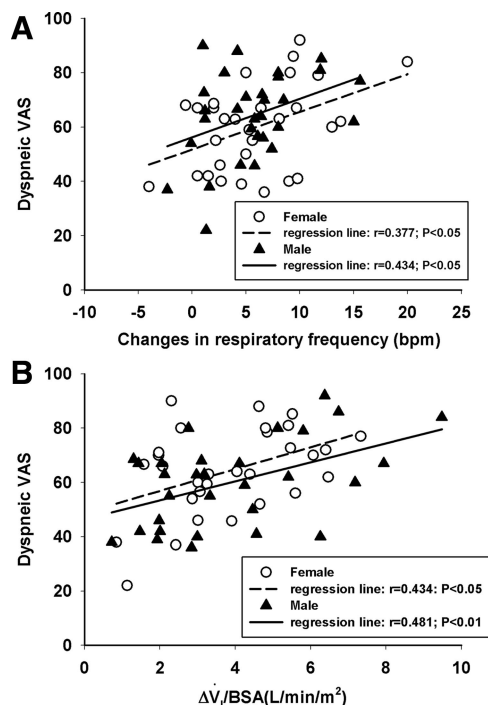 A
Dyspneic VAS
100
80
60
40
20
0
Female
regression line: r=0.377; P<0.05
Male
regression line: r=0.434; P<0.05
-10 -5 0 5 10 15 20 25
Changes in respiratory frequency (bpm)
B
Dyspneic VAS
100
80
60
40
20
0
Female
regression line: r=0.434: P<0.05
Male
regression line: r=0.481; P<0.01
0 2 4 6 8 10
ΔV̇I/BSA(L/min/m²)